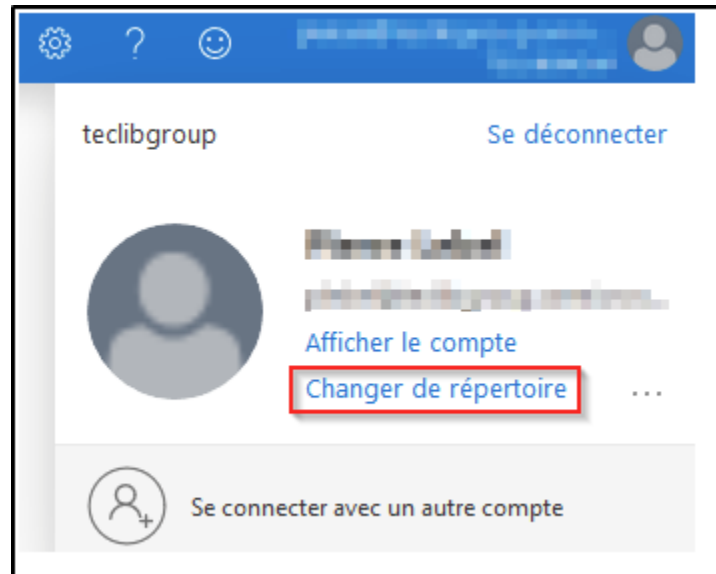 ?
teclibgroup Se déconnecter
Afficher le compte
Changer de répertoire ...
Se connecter avec un autre compte